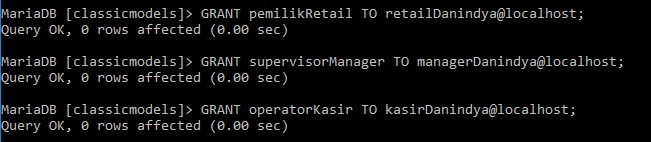 MariaDB [classicmodels]> GRANT pemilikRetail TO retailDanindya@localhost;
Query OK, 0 rows affected (0.00 sec)
MariaDB [classicmodels]> GRANT supervisorManager TO managerDanindya@localhost;
Query OK, 0 rows affected (0.00 sec)
MariaDB [classicmodels]> GRANT operatorKasir TO kasirDanindya@localhost;
Query OK, 0 rows affected (0.00 sec)